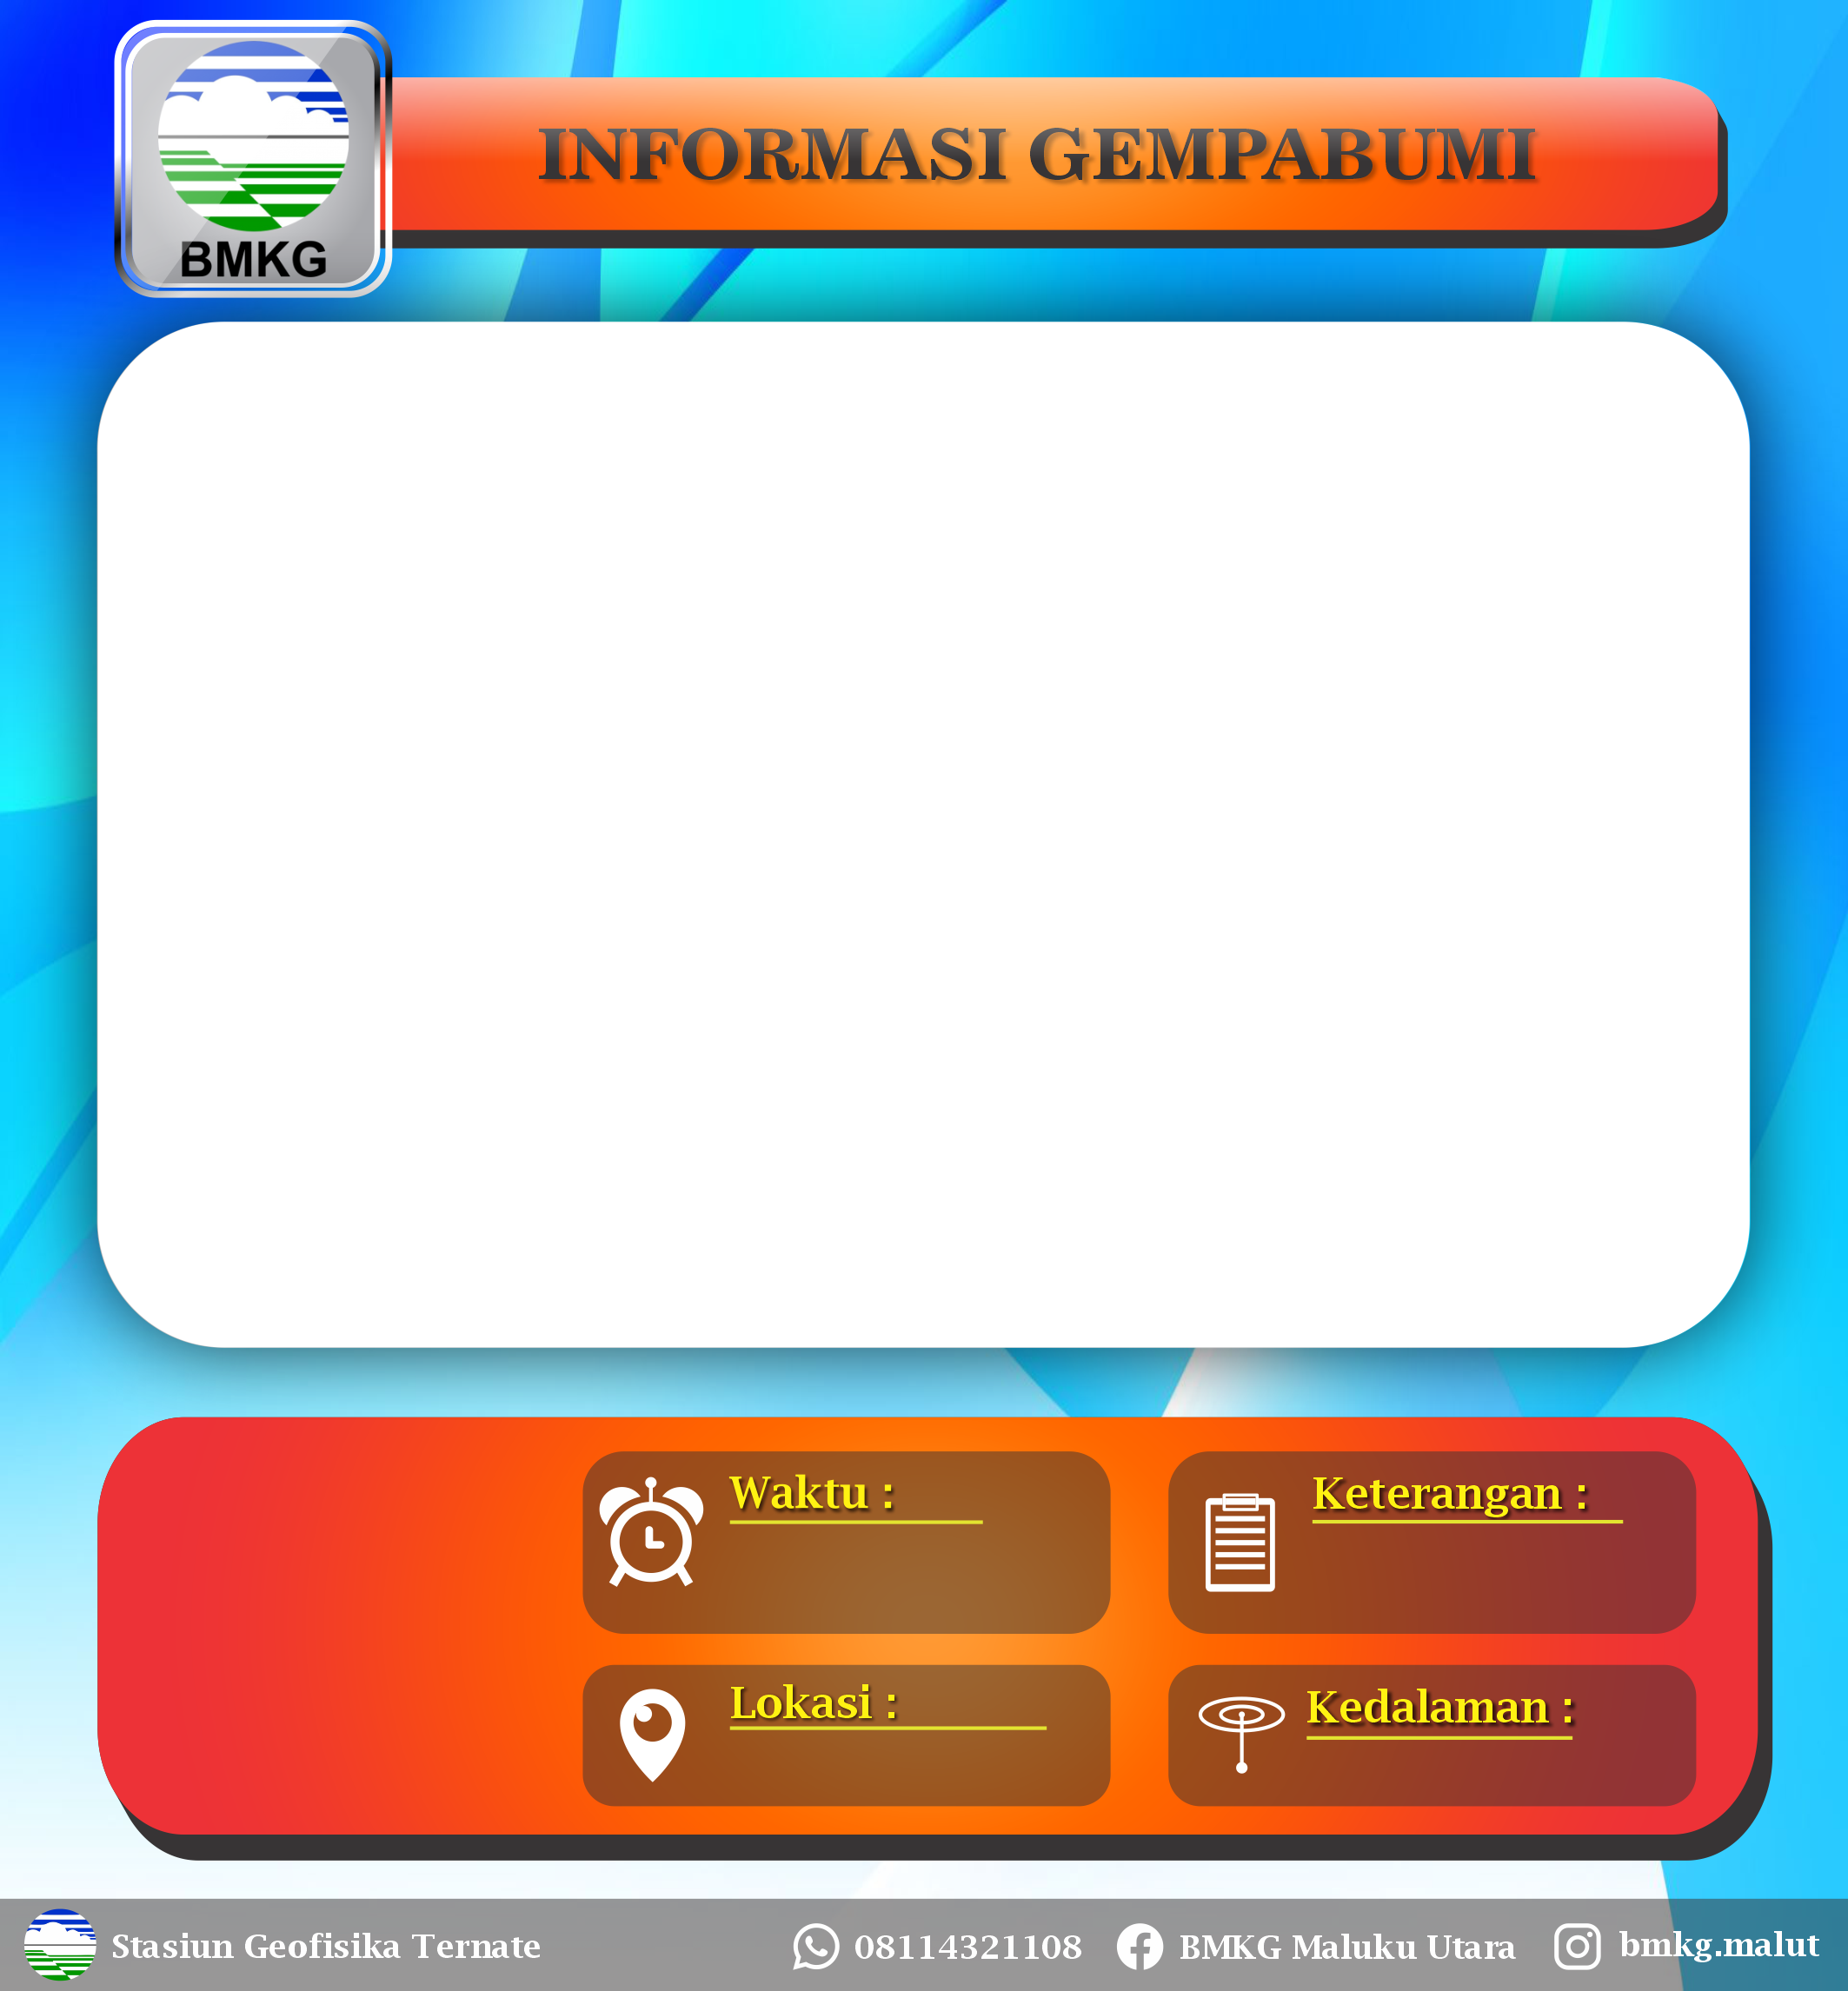 BMKG
INFORMASI GEMPABUMI
Waktu :
Keterangan :
Lokasi :
Kedalaman :
Stasiun Geofisika Ternate
08114321108
BMKG Maluku Utara
bmkg.malut